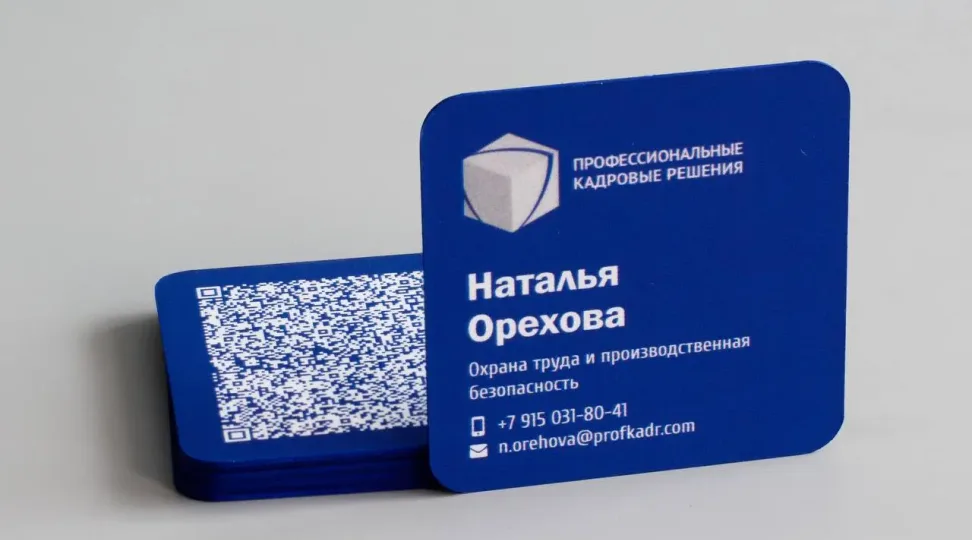 ПРОФЕССИОНАЛЬНЫЕ
КАДРОВЫЕ РЕШЕНИЯ
Наталья
Орехова
Охрана труда и производственная
безопасность
+7 915 031-80-41
n.orehova@profkadr.com